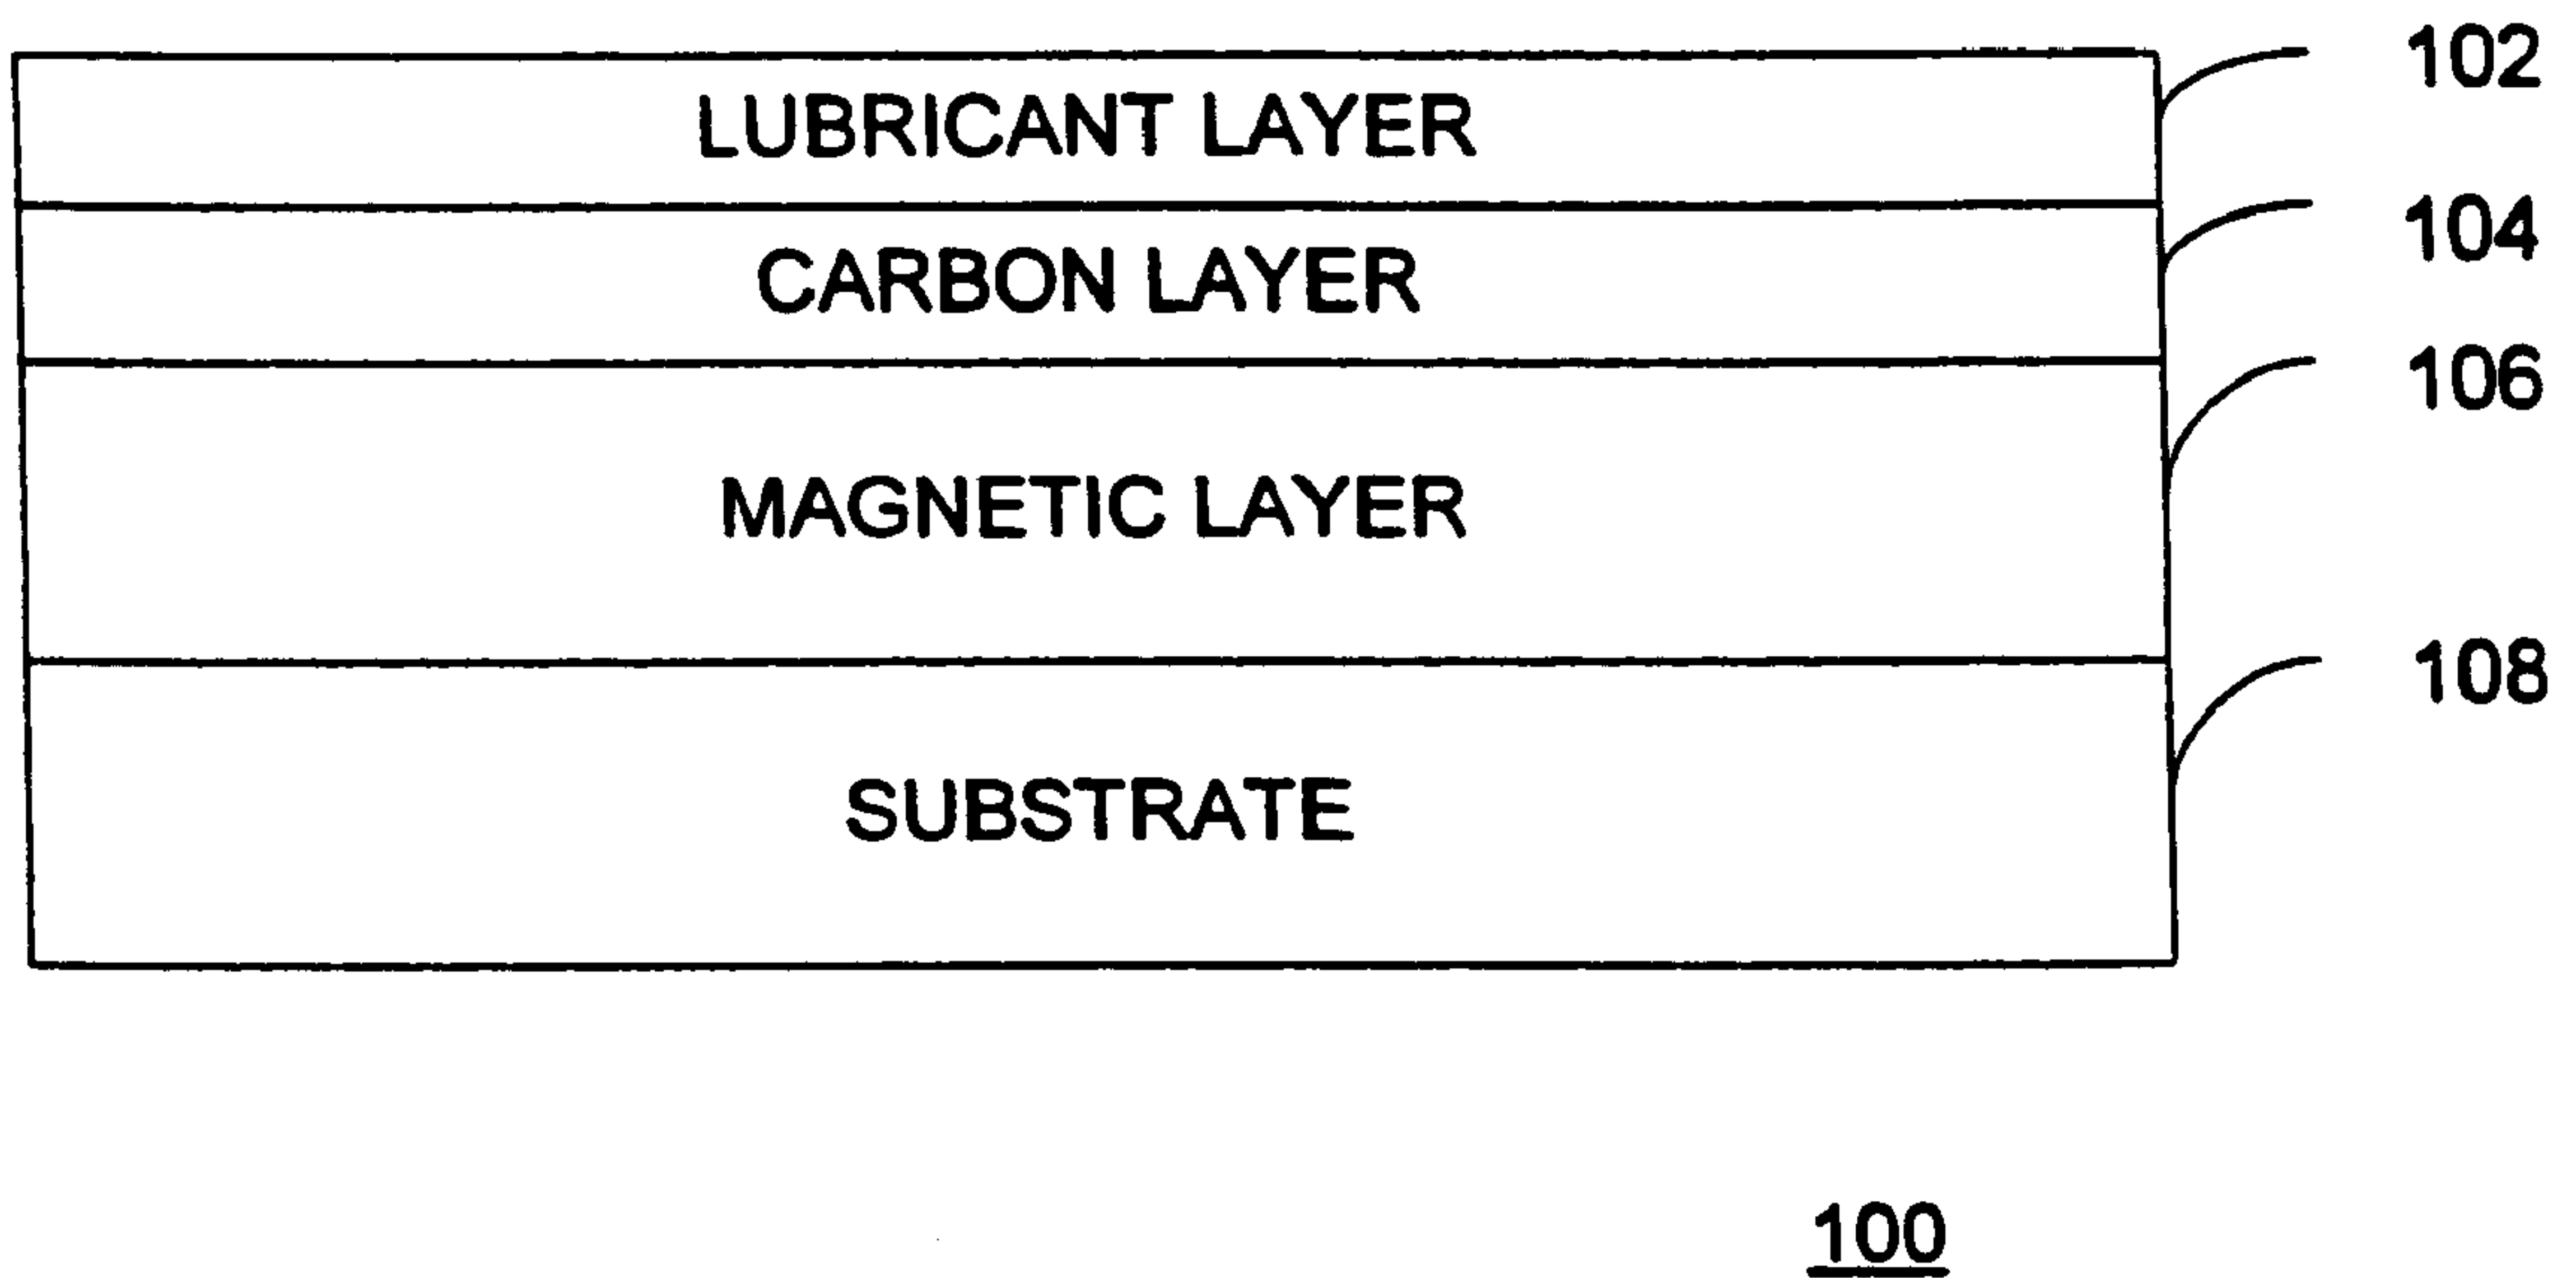 LUBRICANT LAYER 102
CARBON LAYER 104
MAGNETIC LAYER 106
SUBSTRATE 108
100